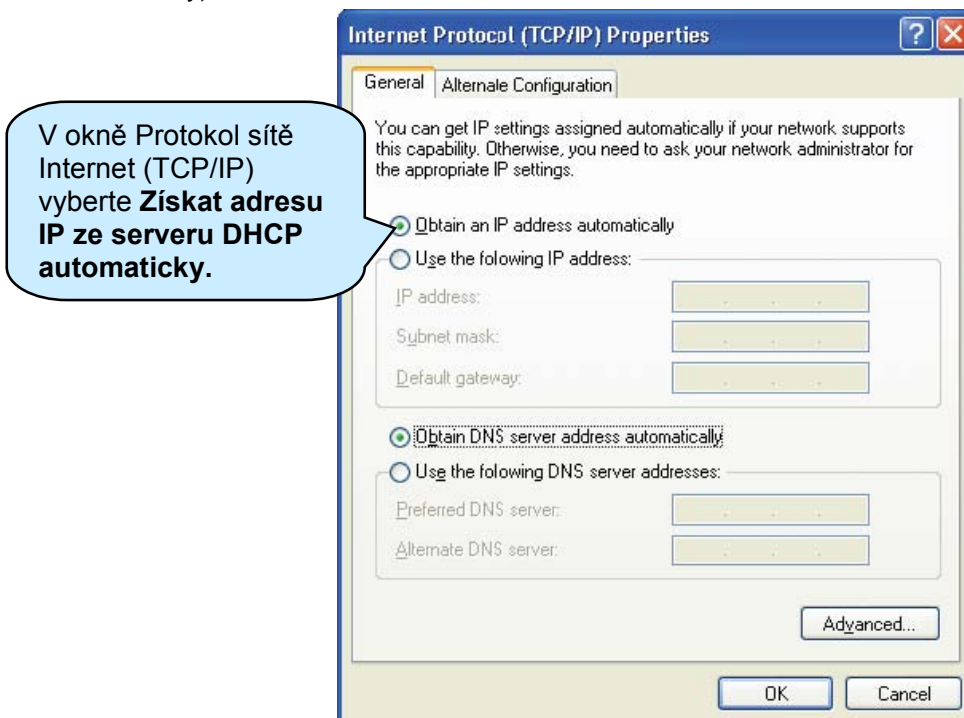 Internet Protocol (TCP/IP) Properties
General
Alternate Configuration
V okně Protokol sítě
Internet (TCP/IP)
vyberte Získat adresu
IP ze serveru DHCP
automaticky.
You can get IP settings assigned automatically if your network supports
this capability. Otherwise, you need to ask your network administrator for
the appropriate IP settings.
Obtain an IP address automatically
Use the following IP address:
IP address:
Subnet mask:
Default gateway:
Obtain DNS server address automatically
Use the following DNS server addresses:
Preferred DNS server:
Alternate DNS server:
Advanced...
OK
Cancel